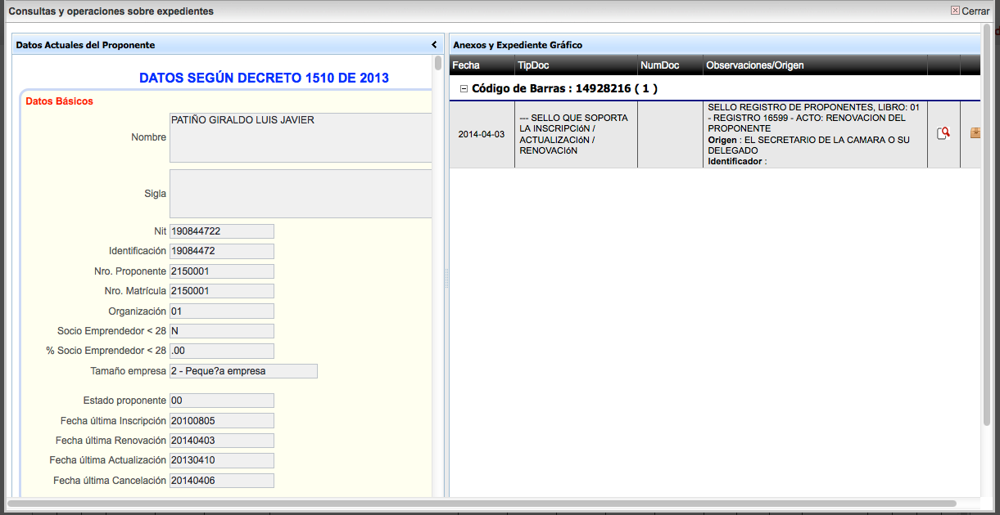 Consultas y operaciones sobre expedientes
Cerrar
Datos Actuales del Proponente
DATOS SEGÚN DECRETO 1510 DE 2013
Datos Básicos
Nombre PATIÑO GIRALDO LUIS JAVIER
Sigla
Nit 190844722
Identificación 19084472
Nro. Proponente 2150001
Nro. Matrícula 2150001
Organización 01
Socio Emprendedor < 28 N
% Socio Emprendedor < 28 .00
Tamaño empresa 2 - Peque?a empresa
Estado proponente 00
Fecha última Inscripción 20100805
Fecha última Renovación 20140403
Fecha última Actualización 20130410
Fecha última Cancelación 20140406
Anexos y Expediente Gráfico
Fecha TipDoc NumDoc Observaciones/Origen
Código de Barras : 14928216 ( 1 )
2014-04-03
--- SELLO QUE SOPORTA
LA INSCRIPCIóN /
ACTUALIZACIóN /
RENOVACIóN
SELLO REGISTRO DE PROPONENTES, LIBRO: 01
- REGISTRO 16599 - ACTO: RENOVACION DEL
PROPONENTE
Origen : EL SECRETARIO DE LA CAMARA O SU
DELEGADO
Identificador :